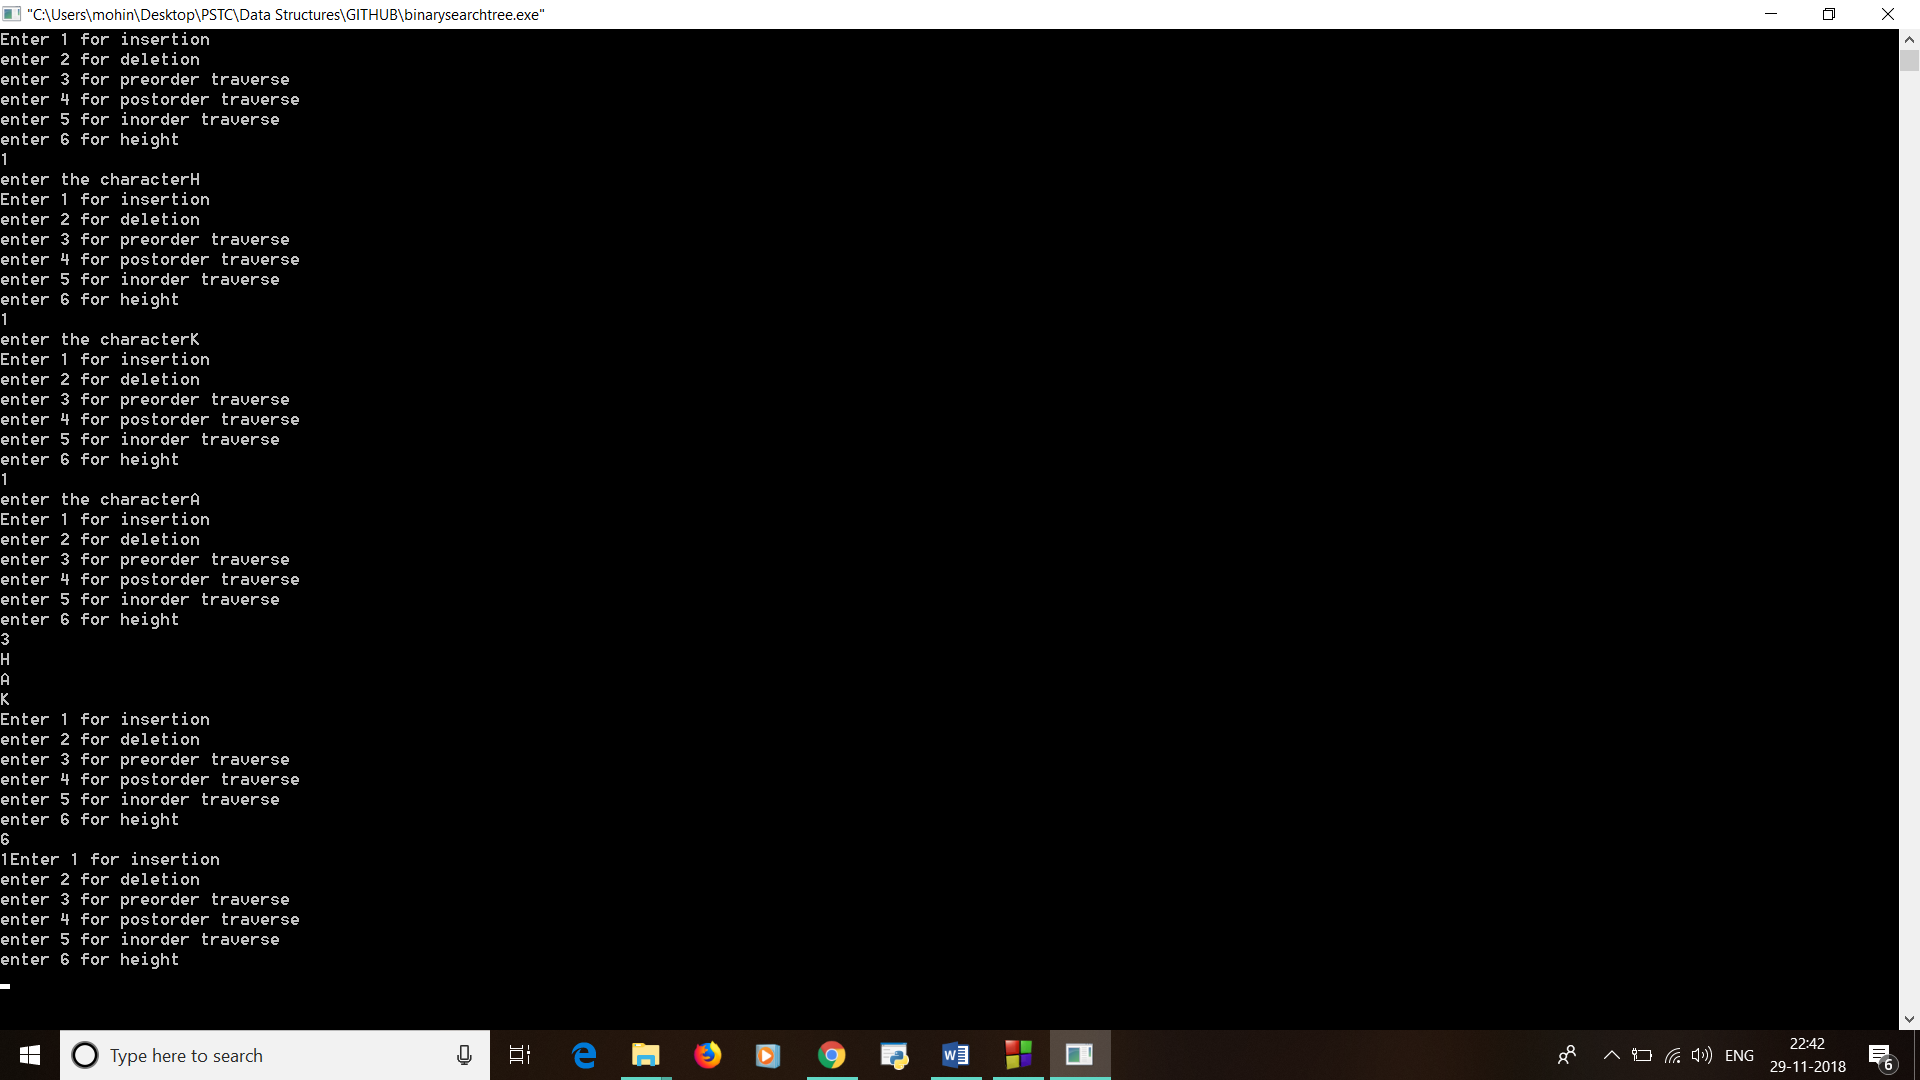 "C:\Users\mohin\Desktop\PSTC\Data Structures\GITHUB\binarysearchtree.exe"
Enter 1 for insertion
enter 2 for deletion
enter 3 for preorder traverse
enter 4 for postorder traverse
enter 5 for inorder traverse
enter 6 for height
1
enter the characterH
Enter 1 for insertion
enter 2 for deletion
enter 3 for preorder traverse
enter 4 for postorder traverse
enter 5 for inorder traverse
enter 6 for height
1
enter the characterK
Enter 1 for insertion
enter 2 for deletion
enter 3 for preorder traverse
enter 4 for postorder traverse
enter 5 for inorder traverse
enter 6 for height
1
enter the characterA
Enter 1 for insertion
enter 2 for deletion
enter 3 for preorder traverse
enter 4 for postorder traverse
enter 5 for inorder traverse
enter 6 for height
3
H
A
K
Enter 1 for insertion
enter 2 for deletion
enter 3 for preorder traverse
enter 4 for postorder traverse
enter 5 for inorder traverse
enter 6 for height
6
1Enter 1 for insertion
enter 2 for deletion
enter 3 for preorder traverse
enter 4 for postorder traverse
enter 5 for inorder traverse
enter 6 for height
Type here to search
ENG
22:42
29-11-2018
6